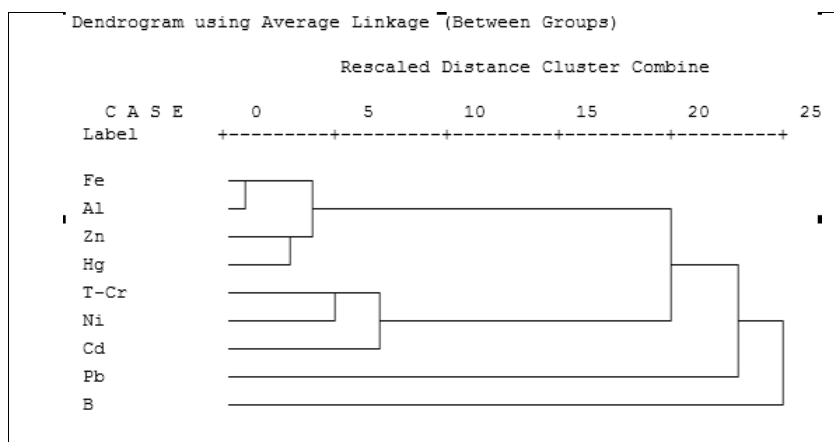 Dendrogram using Average Linkage (Between Groups)
Rescaled Distance Cluster Combine
C A S E 0 5 10 15 20 25
Label +---------+---------+---------+---------+---------+
Fe
Al
Zn
Hg
T-Cr
Ni
Cd
Pb
B